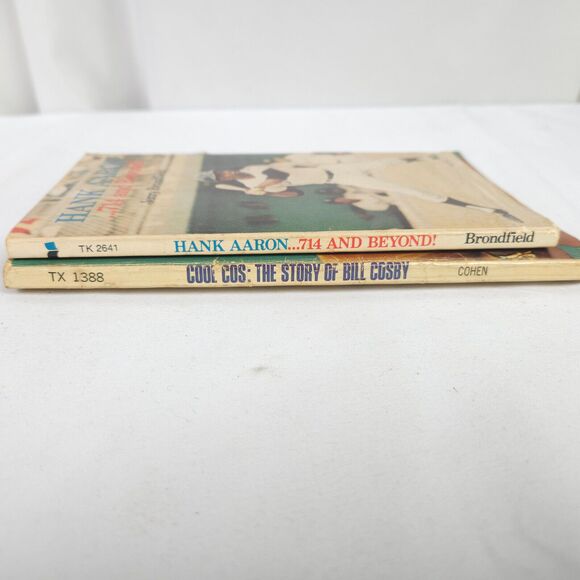 HANK AARON
TK 2641 HANK AARON...714 AND BEYOND! Brondfield
TX 1388 COOL COS: THE STORY OF BILL COSBY COHEN